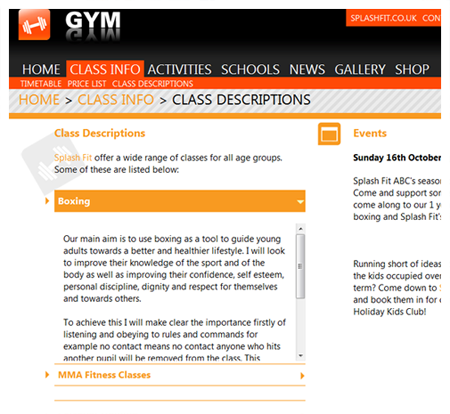 GYM
SPLASHFIT.CO.UK CON
HOME CLASS INFO ACTIVITIES SCHOOLS NEWS GALLERY SHOP
TIMETABLE PRICE LIST CLASS DESCRIPTIONS
HOME > CLASS INFO > CLASS DESCRIPTIONS
Class Descriptions
Splash Fit offer a wide range of classes for all age groups.
Some of these are listed below:
Boxing
Our main aim is to use boxing as a tool to guide young
adults towards a better and healthier lifestyle. I will look
to improve their knowledge of the sport and of the
body as well as improving their confidence, self esteem,
personal discipline, dignity and respect for themselves
and towards others.
To achieve this I will make clear the importance firstly of
listening and obeying to rules and commands for
example no contact means no contact anyone who hits
another pupil will be removed from the class. This
MMA Fitness Classes
Events
Sunday 16th October
Splash Fit ABC's seaso
Come and support som
come along to our 1 y
boxing and Splash Fit's
Running short of ideas
the kids occupied over
term? Come down to
and book them in for
Holiday Kids Club!